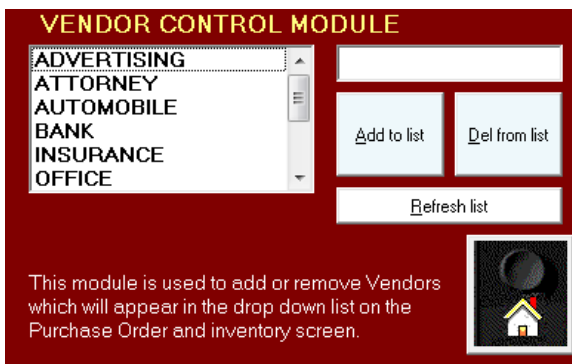 VENDOR CONTROL MODULE
ADVERTISING
ATTORNEY
AUTOMOBILE
BANK
INSURANCE
OFFICE
Add to list
Del from list
Refresh list
This module is used to add or remove Vendors
which will appear in the drop down list on the
Purchase Order and inventory screen.